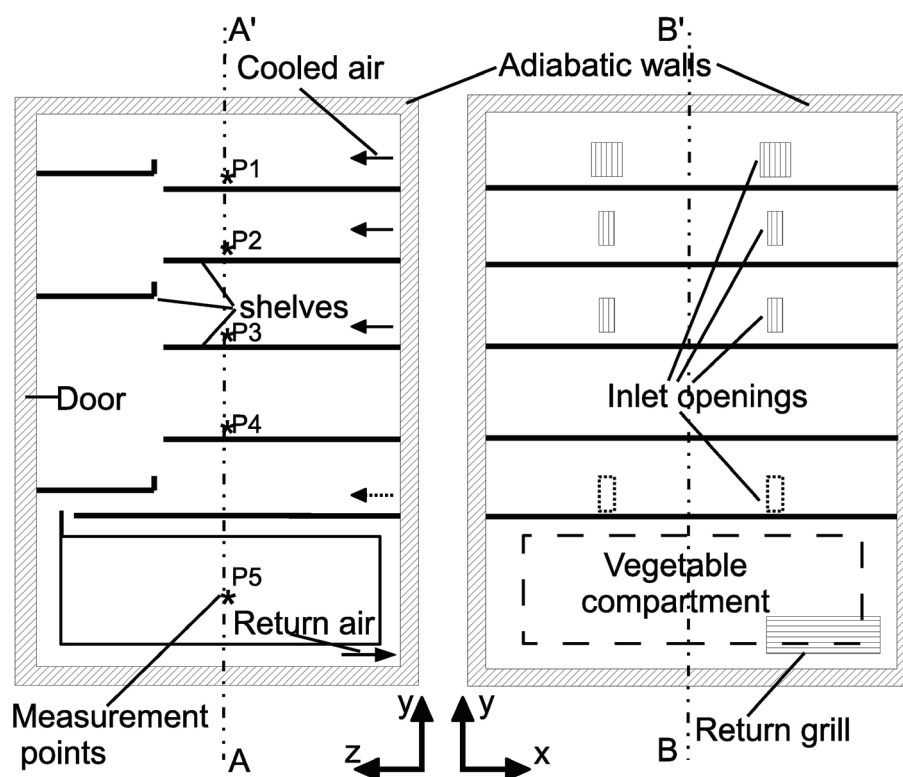 A'
B'
Cooled air
Adiabatic walls
P1
P2
shelves
P3
Door
Inlet openings
P4
P5
Vegetable
compartment
Return air
Measurement
points
y
z
A
y
x
B
Return grill